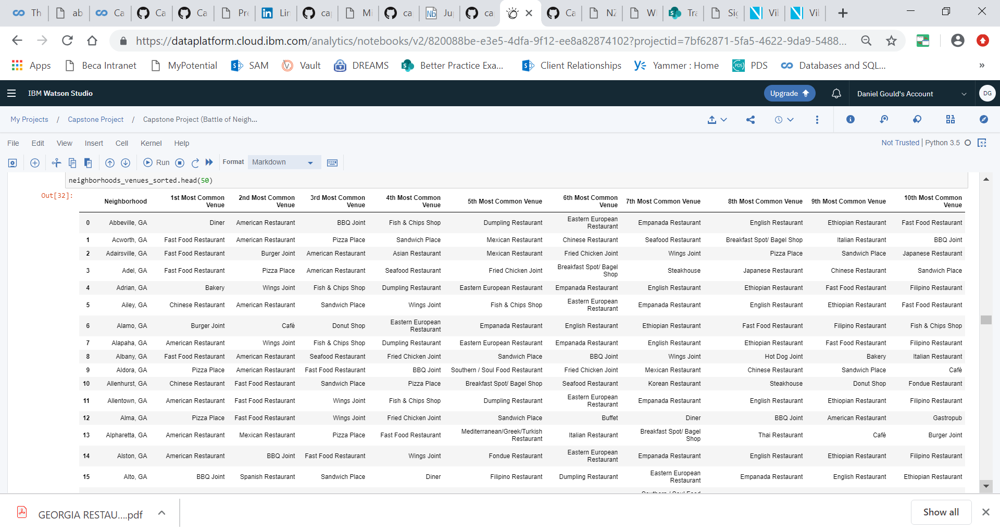 Th ab Ca Ca Ca Pre Lin cap Mi cap Ju ca Ca NZ Wl Tra Sig Vil Vil
https://dataplatform.cloud.ibm.com/analytics/notebooks/v2/820088be-e3e5-4dfa-9f12-ee8a82874102?projectid=7bf62871-5fa5-4622-9da9-5488...
Apps Beca Intranet MyPotential SAM Vault DREAMS Better Practice Exa... Client Relationships Yammer : Home PDS Databases and SQL... »
IBM Watson Studio Upgrade Daniel Gould's Account DG
My Projects / Capstone Project / Capstone Project (Battle of Neigh...
File Edit View Insert Cell Kernel Help Not Trusted | Python 3.5
Run Format Markdown
neighborhoods_venues_sorted.head(50)
Out[32]:
Neighborhood 1st Most Common Venue 2nd Most Common Venue 3rd Most Common Venue 4th Most Common Venue 5th Most Common Venue 6th Most Common Venue 7th Most Common Venue 8th Most Common Venue 9th Most Common Venue 10th Most Common Venue
0 Abbeville, GA Diner American Restaurant BBQ Joint Fish & Chips Shop Dumpling Restaurant Eastern European Restaurant Empanada Restaurant English Restaurant Ethiopian Restaurant Fast Food Restaurant
1 Acworth, GA Fast Food Restaurant American Restaurant Pizza Place Sandwich Place Mexican Restaurant Chinese Restaurant Seafood Restaurant Breakfast Spot/ Bagel Shop Italian Restaurant BBQ Joint
2 Adairsville, GA Fast Food Restaurant Burger Joint American Restaurant Asian Restaurant Mexican Restaurant Fried Chicken Joint Wings Joint Pizza Place Sandwich Place Japanese Restaurant
3 Adel, GA Fast Food Restaurant Pizza Place American Restaurant Seafood Restaurant Fried Chicken Joint Breakfast Spot/ Bagel Shop Steakhouse Japanese Restaurant Chinese Restaurant Sandwich Place
4 Adrian, GA Bakery Wings Joint Fish & Chips Shop Dumpling Restaurant Eastern European Restaurant Empanada Restaurant English Restaurant Ethiopian Restaurant Fast Food Restaurant Filipino Restaurant
5 Ailey, GA Chinese Restaurant American Restaurant Sandwich Place Wings Joint Fish & Chips Shop Eastern European Restaurant Empanada Restaurant English Restaurant Ethiopian Restaurant Fast Food Restaurant
6 Alamo, GA Burger Joint Café Donut Shop Eastern European Restaurant Empanada Restaurant English Restaurant Ethiopian Restaurant Fast Food Restaurant Filipino Restaurant Fish & Chips Shop
7 Alapaha, GA American Restaurant Wings Joint Fish & Chips Shop Dumpling Restaurant Eastern European Restaurant Empanada Restaurant English Restaurant Ethiopian Restaurant Fast Food Restaurant Filipino Restaurant
8 Albany, GA Fast Food Restaurant American Restaurant Seafood Restaurant Fried Chicken Joint Sandwich Place BBQ Joint Wings Joint Hot Dog Joint Bakery Italian Restaurant
9 Aldora, GA Pizza Place American Restaurant Fast Food Restaurant BBQ Joint Southern / Soul Food Restaurant Fried Chicken Joint Mexican Restaurant Chinese Restaurant Sandwich Place Café
10 Allenhurst, GA Chinese Restaurant Fast Food Restaurant Sandwich Place Pizza Place Breakfast Spot/ Bagel Shop Seafood Restaurant Korean Restaurant Steakhouse Donut Shop Fondue Restaurant
11 Allentown, GA American Restaurant Fast Food Restaurant Wings Joint Fish & Chips Shop Dumpling Restaurant Eastern European Restaurant Empanada Restaurant English Restaurant Ethiopian Restaurant Filipino Restaurant
12 Alma, GA Pizza Place Fast Food Restaurant Wings Joint Fried Chicken Joint Sandwich Place Buffet Diner BBQ Joint American Restaurant Gastropub
13 Alpharetta, GA American Restaurant Mexican Restaurant Pizza Place Fast Food Restaurant Mediterranean/Greek/Turkish Restaurant Italian Restaurant Breakfast Spot/ Bagel Shop Thai Restaurant Café Burger Joint
14 Alston, GA American Restaurant BBQ Joint Fast Food Restaurant Wings Joint Fondue Restaurant Eastern European Restaurant Empanada Restaurant English Restaurant Ethiopian Restaurant Filipino Restaurant
15 Alto, GA BBQ Joint Spanish Restaurant Sandwich Place Diner Filipino Restaurant Dumpling Restaurant Eastern European Restaurant Empanada Restaurant English Restaurant Ethiopian Restaurant
GEORGIA RESTAU....pdf Show all